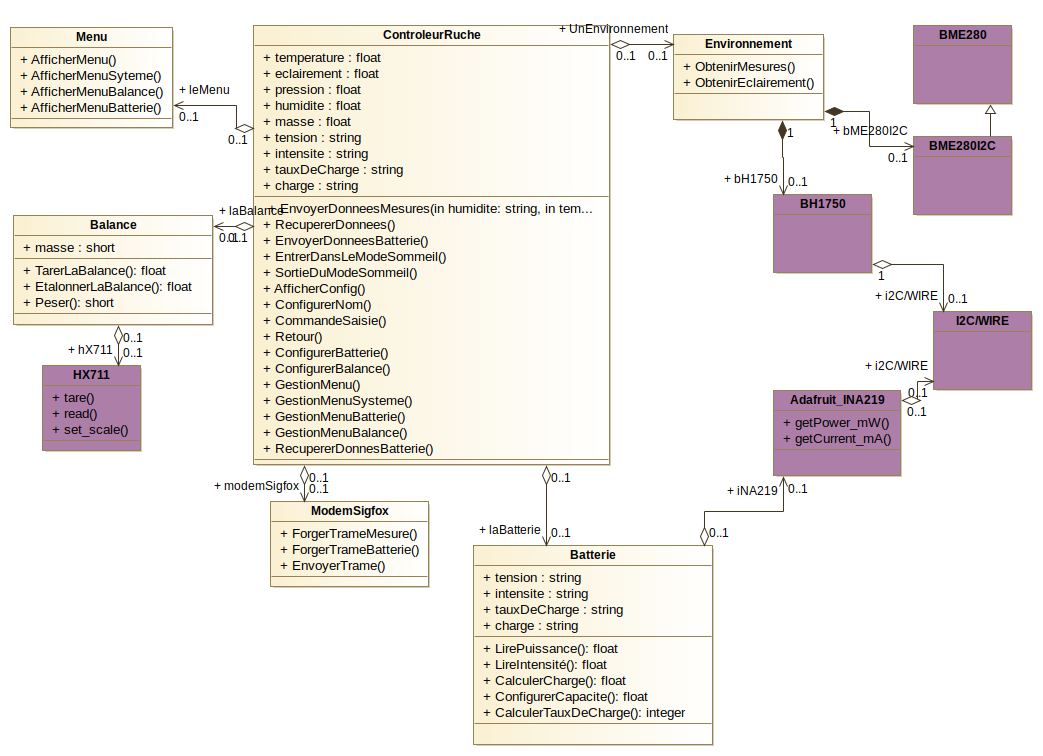 Menu
+ AfficherMenu()
+ AfficherMenuSyteme()
+ AfficherMenuBalance()
+ AfficherMenuBatterie()
+ leMenu
0..1
0..1
ControleurRuche
+ temperature : float
+ eclairement : float
+ pression : float
+ humidite : float
+ masse : float
+ tension : string
+ intensite : string
+ tauxDeCharge : string
+ charge : string
+ EnvoyerDonneesMesures(in humidite: string, in tem...
+ RecupererDonnees()
+ EnvoyerDonneesBatterie()
+ EntrerDansLeModeSommeil()
+ SortieDuModeSommeil()
+ AfficherConfig()
+ ConfigurerNom()
+ CommandeSaisie()
+ Retour()
+ ConfigurerBatterie()
+ ConfigurerBalance()
+ GestionMenu()
+ GestionMenuSysteme()
+ GestionMenuBatterie()
+ GestionMenuBalance()
+ RecupererDonnesBatterie()
+ UnEnvironnement
0..1
0..1
Environnement
+ ObtenirMesures()
+ ObtenirEclairement()
BME280
1
+ bME280I2C
0..1
BME280I2C
1
+ bH1750
0..1
BH1750
1
+ i2C/WIRE
0..1
I2C/WIRE
+ i2C/WIRE
0..1
0..1
Adafruit_INA219
+ getPower_mW()
+ getCurrent_mA()
+ iNA219
0..1
0..1
+ laBalance
0..1
0..1
Balance
+ masse : short
+ TarerLaBalance(): float
+ EtalonnerLaBalance(): float
+ Peser(): short
0..1
+ hX711
0..1
HX711
+ tare()
+ read()
+ set_scale()
0..1
+ modemSigfox
0..1
ModemSigfox
+ ForgerTrameMesure()
+ ForgerTrameBatterie()
+ EnvoyerTrame()
0..1
+ laBatterie
0..1
Batterie
+ tension : string
+ intensite : string
+ tauxDeCharge : string
+ charge : string
+ LirePuissance(): float
+ LireIntensité(): float
+ CalculerCharge(): float
+ ConfigurerCapacite(): float
+ CalculerTauxDeCharge(): integer